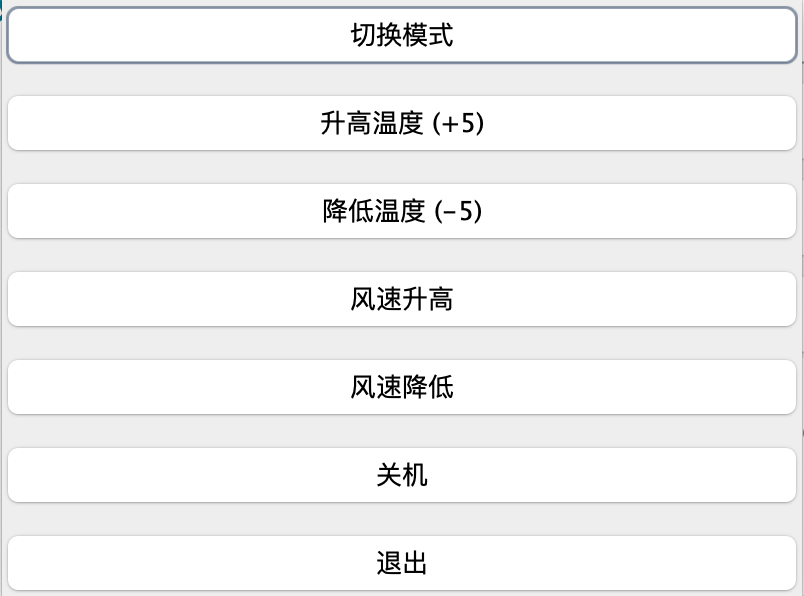 切换模式
升高温度 (+5)
降低温度 (-5)
风速升高
风速降低
关机
退出